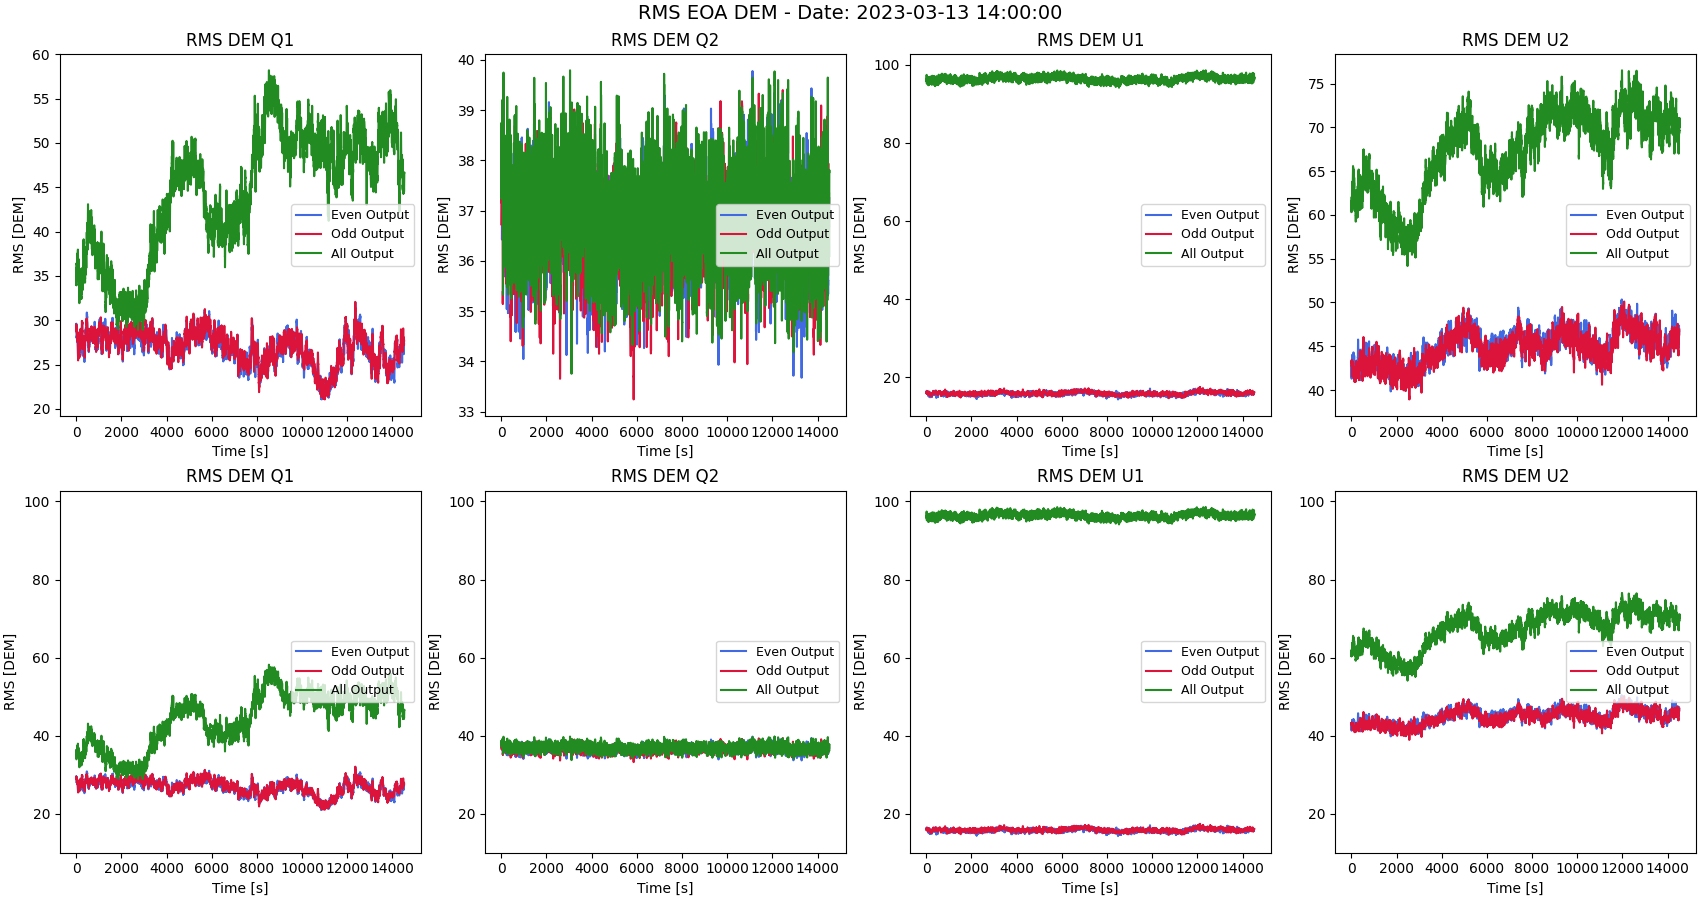 RMS EOA DEM - Date: 2023-03-13 14:00:00
RMS DEM Q1
RMS [DEM]
60
55
50
45
40
35
30
25
20
Even Output
Odd Output
All Output
0 2000 4000 6000 8000 10000 12000 14000
Time [s]
RMS DEM Q2
RMS [DEM]
40
39
38
37
36
35
34
33
Even Output
Odd Output
All Output
0 2000 4000 6000 8000 10000 12000 14000
Time [s]
RMS DEM U1
RMS [DEM]
100
80
60
40
20
Even Output
Odd Output
All Output
0 2000 4000 6000 8000 10000 12000 14000
Time [s]
RMS DEM U2
RMS [DEM]
75
70
65
60
55
50
45
40
Even Output
Odd Output
All Output
0 2000 4000 6000 8000 10000 12000 14000
Time [s]
RMS DEM Q1
RMS [DEM]
100
80
60
40
20
Even Output
Odd Output
All Output
0 2000 4000 6000 8000 10000 12000 14000
Time [s]
RMS DEM Q2
RMS [DEM]
100
80
60
40
20
Even Output
Odd Output
All Output
0 2000 4000 6000 8000 10000 12000 14000
Time [s]
RMS DEM U1
RMS [DEM]
100
80
60
40
20
Even Output
Odd Output
All Output
0 2000 4000 6000 8000 10000 12000 14000
Time [s]
RMS DEM U2
RMS [DEM]
100
80
60
40
20
Even Output
Odd Output
All Output
0 2000 4000 6000 8000 10000 12000 14000
Time [s]